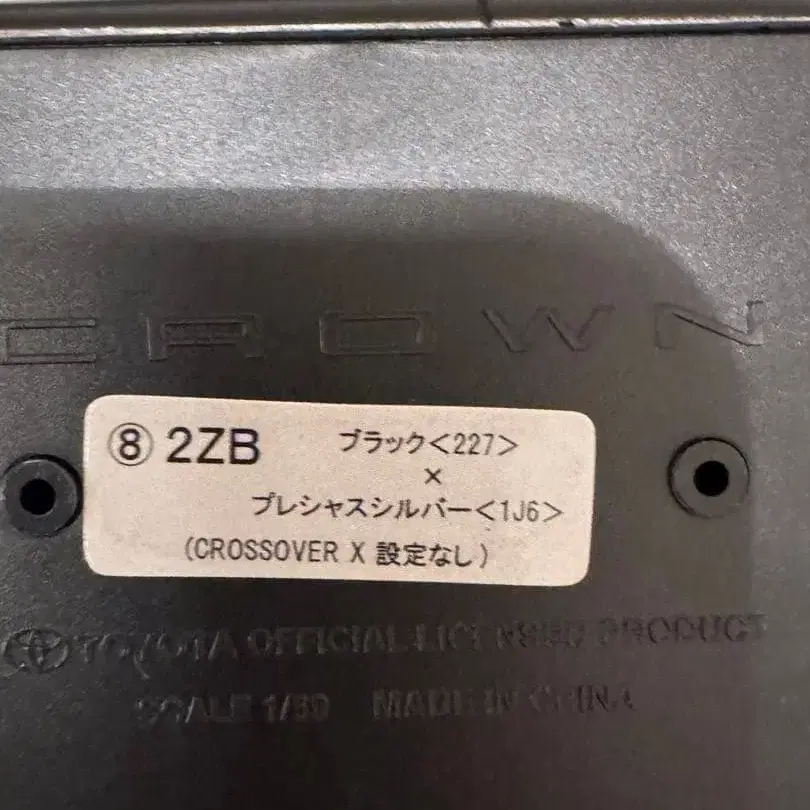 CROWN
⑧ 2ZB ブラック<227>
×
プレシャスシルバー<1J6>
(CROSSOVER X 設定なし)
TOYOTA OFFICIAL LICENSED PRODUCT
SCALE 1/30 MADE IN CHINA